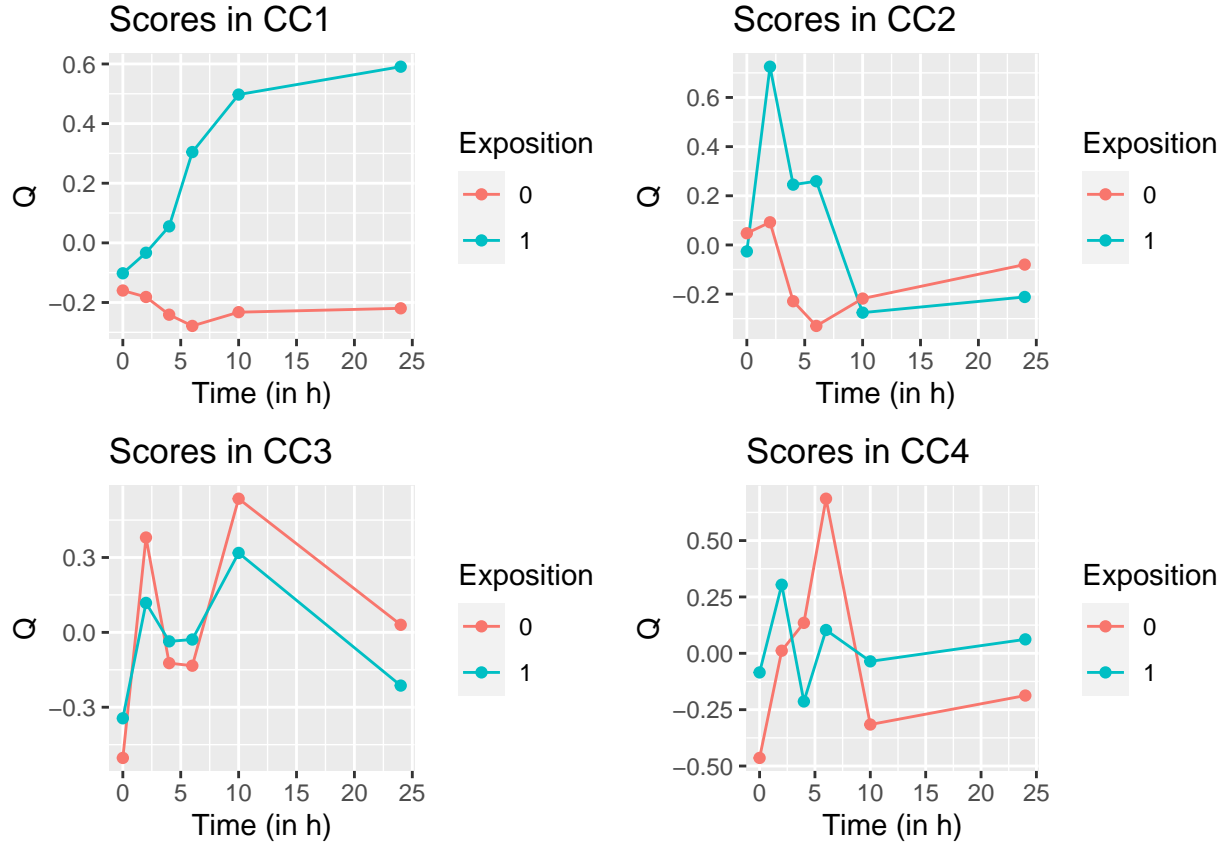 Scores in CC1
0.6
0.4
0.2
0.0
−0.2
Q
0 5 10 15 20 25
Time (in h)
Exposition
0
1
Scores in CC2
0.6
0.4
0.2
0.0
−0.2
Q
0 5 10 15 20 25
Time (in h)
Exposition
0
1
Scores in CC3
0.3
0.0
−0.3
Q
0 5 10 15 20 25
Time (in h)
Exposition
0
1
Scores in CC4
0.50
0.25
0.00
−0.25
−0.50
Q
0 5 10 15 20 25
Time (in h)
Exposition
0
1